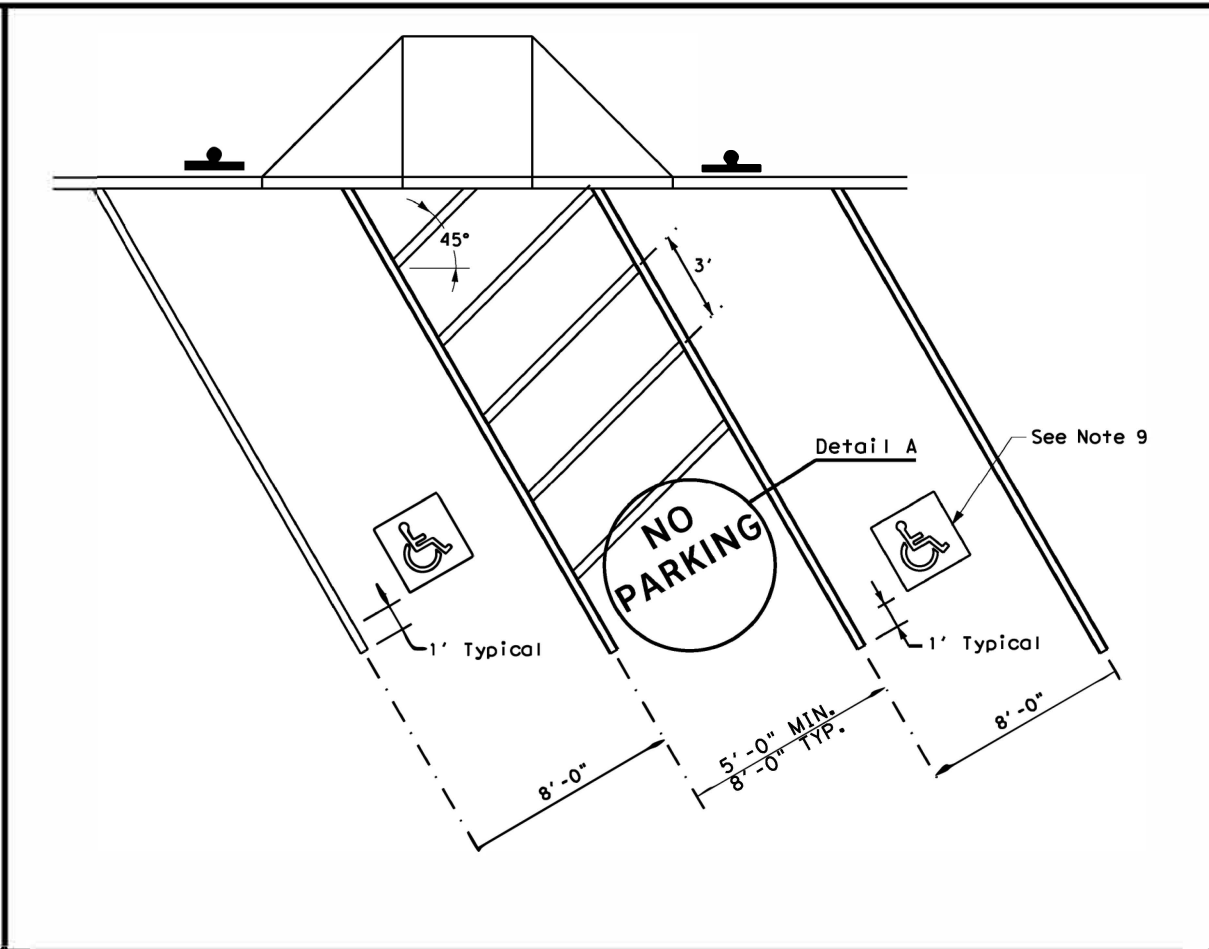 45°
3'
Detail A
See Note 9
NO
PARKING
1' Typical
1' Typical
8'-0"
5'-0" MIN.
8'-0" TYP.
8'-0"